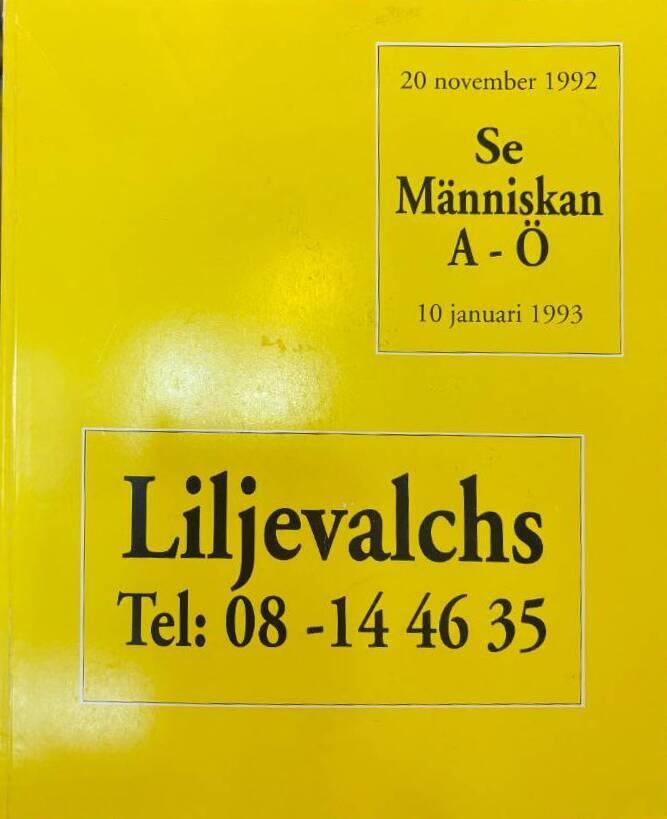 20 november 1992
Se
Människan
A - Ö
10 januari 1993
Liljevalchs
Tel: 08 -14 46 35